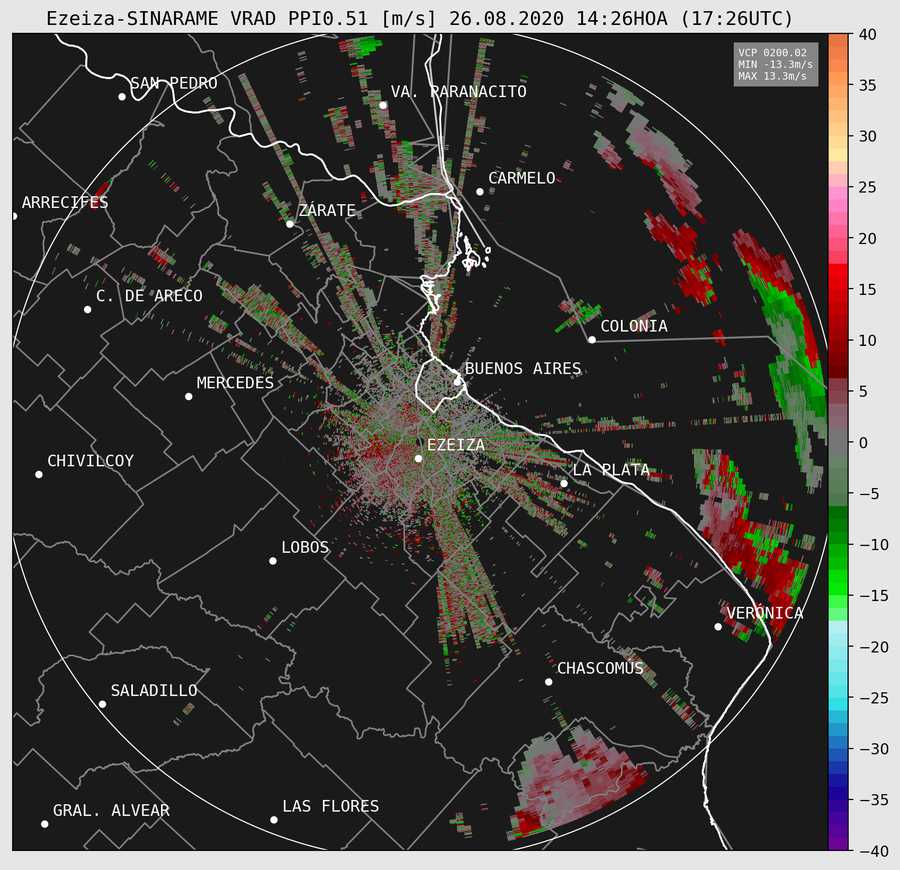 Ezeiza-SINARAME VRAD PPI0.51 [m/s] 26.08.2020 14:26HOA (17:26UTC)
VCP 0200.02
MIN -13.3m/s
MAX 13.3m/s
SAN PEDRO
VA. PARANACITO
CARMELO
ARRECIFES
ZÁRATE
C. DE ARECO
COLONIA
BUENOS AIRES
MERCEDES
EZEIZA
CHIVILCOY
LA PLATA
LOBOS
VERÓNICA
CHASCOMÚS
SALADILLO
LAS FLORES
GRAL. ALVEAR
40
35
30
25
20
15
10
5
0
−5
−10
−15
−20
−25
−30
−35
−40